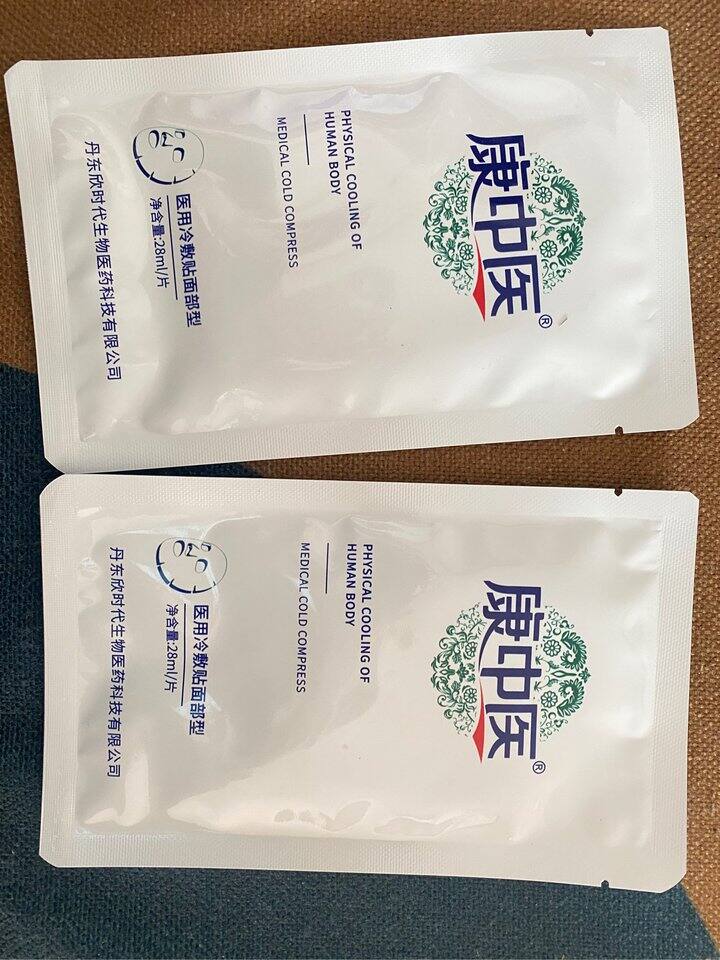 康中医®
PHYSICAL COOLING OF
HUMAN BODY
MEDICAL COLD COMPRESS
医用冷敷贴面部型
净含量:28ml/片
丹东欣时代生物医药科技有限公司
康中医®
PHYSICAL COOLING OF
HUMAN BODY
MEDICAL COLD COMPRESS
医用冷敷贴面部型
净含量:28ml/片
丹东欣时代生物医药科技有限公司